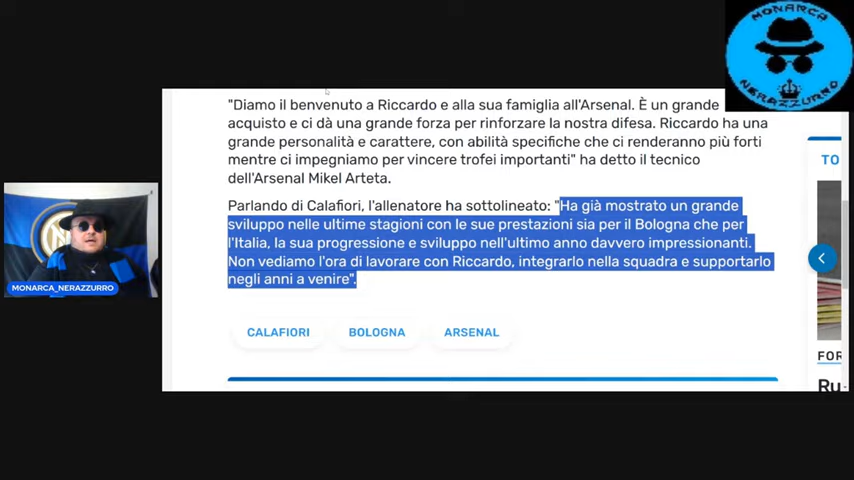 MONARCA
NERAZZURRO
"Diamo il benvenuto a Riccardo e alla sua famiglia all'Arsenal. È un grande
acquisto e ci dà una grande forza per rinforzare la nostra difesa. Riccardo ha una
grande personalità e carattere, con abilità specifiche che ci renderanno più forti
mentre ci impegniamo per vincere trofei importanti" ha detto il tecnico
dell'Arsenal Mikel Arteta.
Parlando di Calafiori, l'allenatore ha sottolineato: "Ha già mostrato un grande
sviluppo nelle ultime stagioni con le sue prestazioni sia per il Bologna che per
l'Italia, la sua progressione e sviluppo nell'ultimo anno davvero impressionanti.
Non vediamo l'ora di lavorare con Riccardo, integrarlo nella squadra e supportarlo
negli anni a venire".
CALAFIORI
BOLOGNA
ARSENAL
MONARCA_NERAZZURRO
TO
FOR
Ru